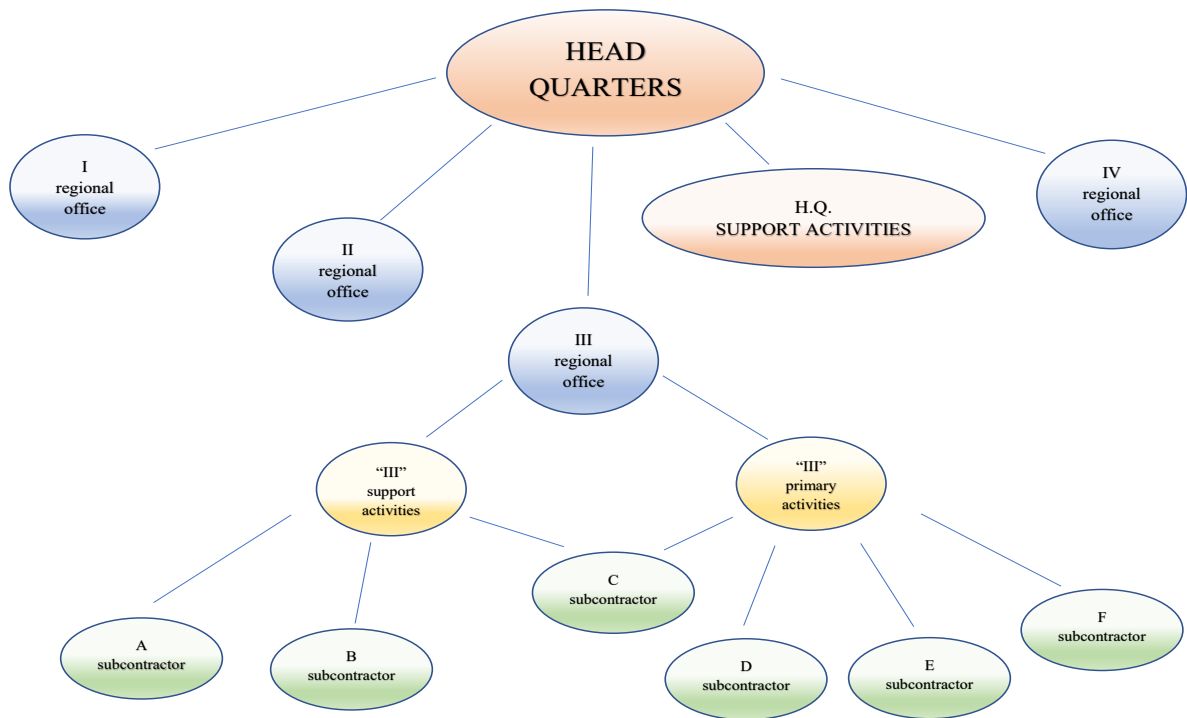 HEAD
QUARTERS
I
regional
office
II
regional
office
III
regional
office
H.Q.
SUPPORT ACTIVITIES
IV
regional
office
“III”
support
activities
“III”
primary
activities
A
subcontractor
B
subcontractor
C
subcontractor
D
subcontractor
E
subcontractor
F
subcontractor